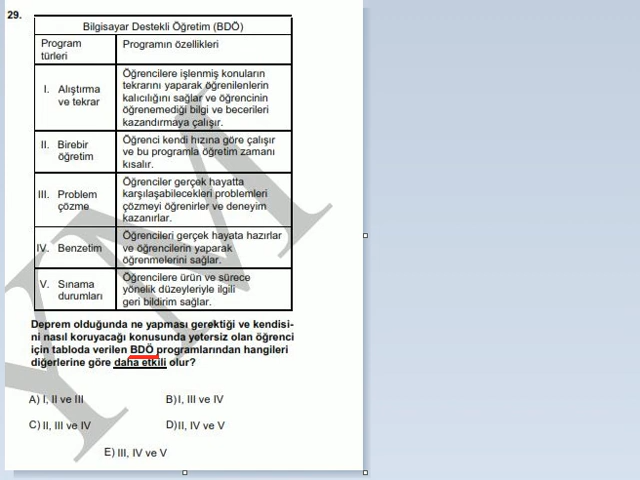 29.
Bilgisayar Destekli Öğretim (BDÖ)
Program
türleri
Programın özellikleri
I. Alıştırma
ve tekrar
Öğrencilere işlenmiş konuların
tekrarını yaparak öğrenilenlerin
kalıcılığını sağlar ve öğrencinin
öğrenemediği bilgi ve becerileri
kazandırmaya çalışır.
II. Birebir
öğretim
Öğrenci kendi hızına göre çalışır
ve bu programla öğretim zamanı
kısalır.
III. Problem
çözme
Öğrenciler gerçek hayatta
karşılaşabilecekleri problemleri
çözmeyi öğrenirler ve deneyim
kazanırlar.
IV. Benzetim
Öğrencileri gerçek hayata hazırlar
ve öğrencilerin yaparak
öğrenmelerini sağlar.
V. Sınama
durumları
Öğrencilere ürün ve sürece
yönelik düzeyleriyle ilgili
geri bildirim sağlar.
Deprem olduğunda ne yapması gerektiği ve kendisi-
ni nasıl koruyacağı konusunda yetersiz olan öğrenci
için tabloda verilen BDÖ programlarından hangileri
diğerlerine göre daha etkili olur?
A) I, II ve III
B) I, III ve IV
C) II, III ve IV
D) II, IV ve V
E) III, IV ve V
YM